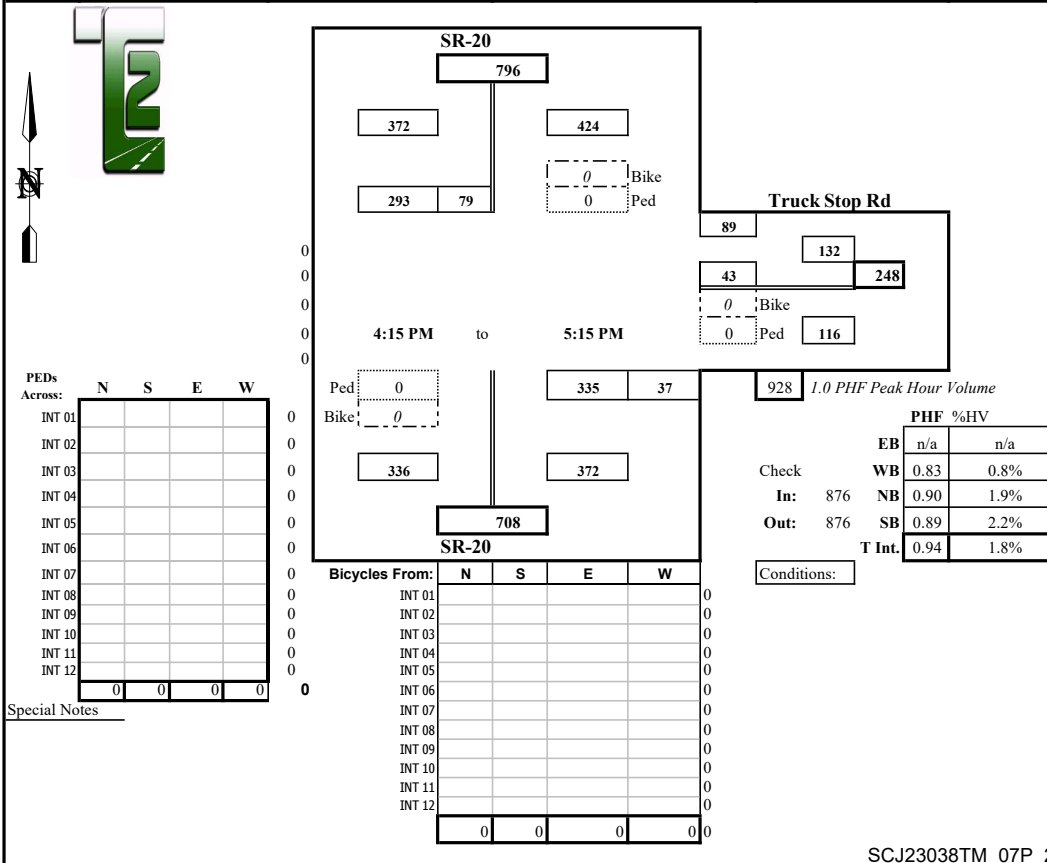 TE2
N
SR-20
796
372 424
0 Bike
293 79 0 Ped
Truck Stop Rd
89
132
43 248
0 Bike
0 Ped 116
0
0
0
0
0
4:15 PM to 5:15 PM
Ped 0 335 37
Bike 0
336 372
708
SR-20
928 1.0 PHF Peak Hour Volume
PHF %HV
EB n/a n/a
Check WB 0.83 0.8%
In: 876 NB 0.90 1.9%
Out: 876 SB 0.89 2.2%
T Int. 0.94 1.8%
Conditions:
PEDs
Across: N S E W
INT 01 0
INT 02 0
INT 03 0
INT 04 0
INT 05 0
INT 06 0
INT 07 0
INT 08 0
INT 09 0
INT 10 0
INT 11 0
INT 12 0
0 0 0 0 0
Special Notes
Bicycles From: N S E W
INT 01 0
INT 02 0
INT 03 0
INT 04 0
INT 05 0
INT 06 0
INT 07 0
INT 08 0
INT 09 0
INT 10 0
INT 11 0
INT 12 0
0 0 0 0 0